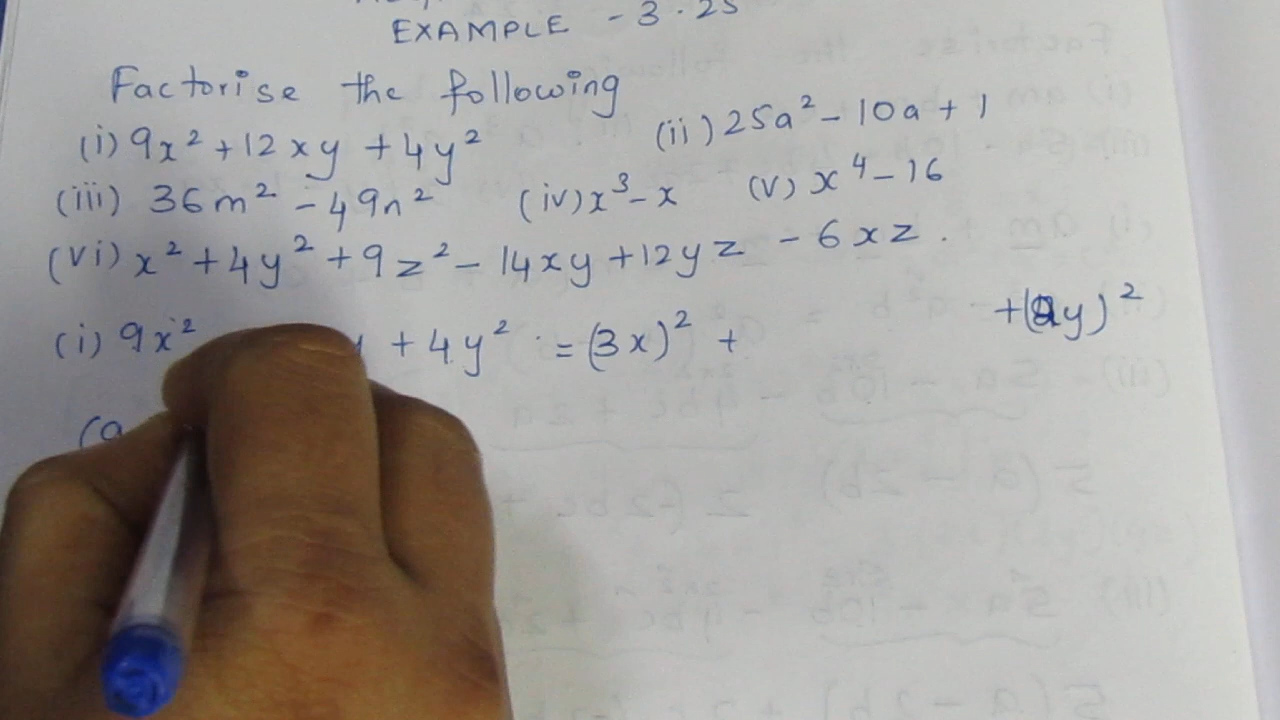 EXAMPLE - 3.25
Factorise the following
(i) 9x² + 12xy + 4y² (ii) 25a² - 10a + 1
(iii) 36m² - 49n² (iv) x³ - x (v) x⁴ - 16
(vi) x² + 4y² + 9z² - 14xy + 12yz - 6xz.
(i) 9x² y + 4y² = (3x)² + + (2y)²
(a